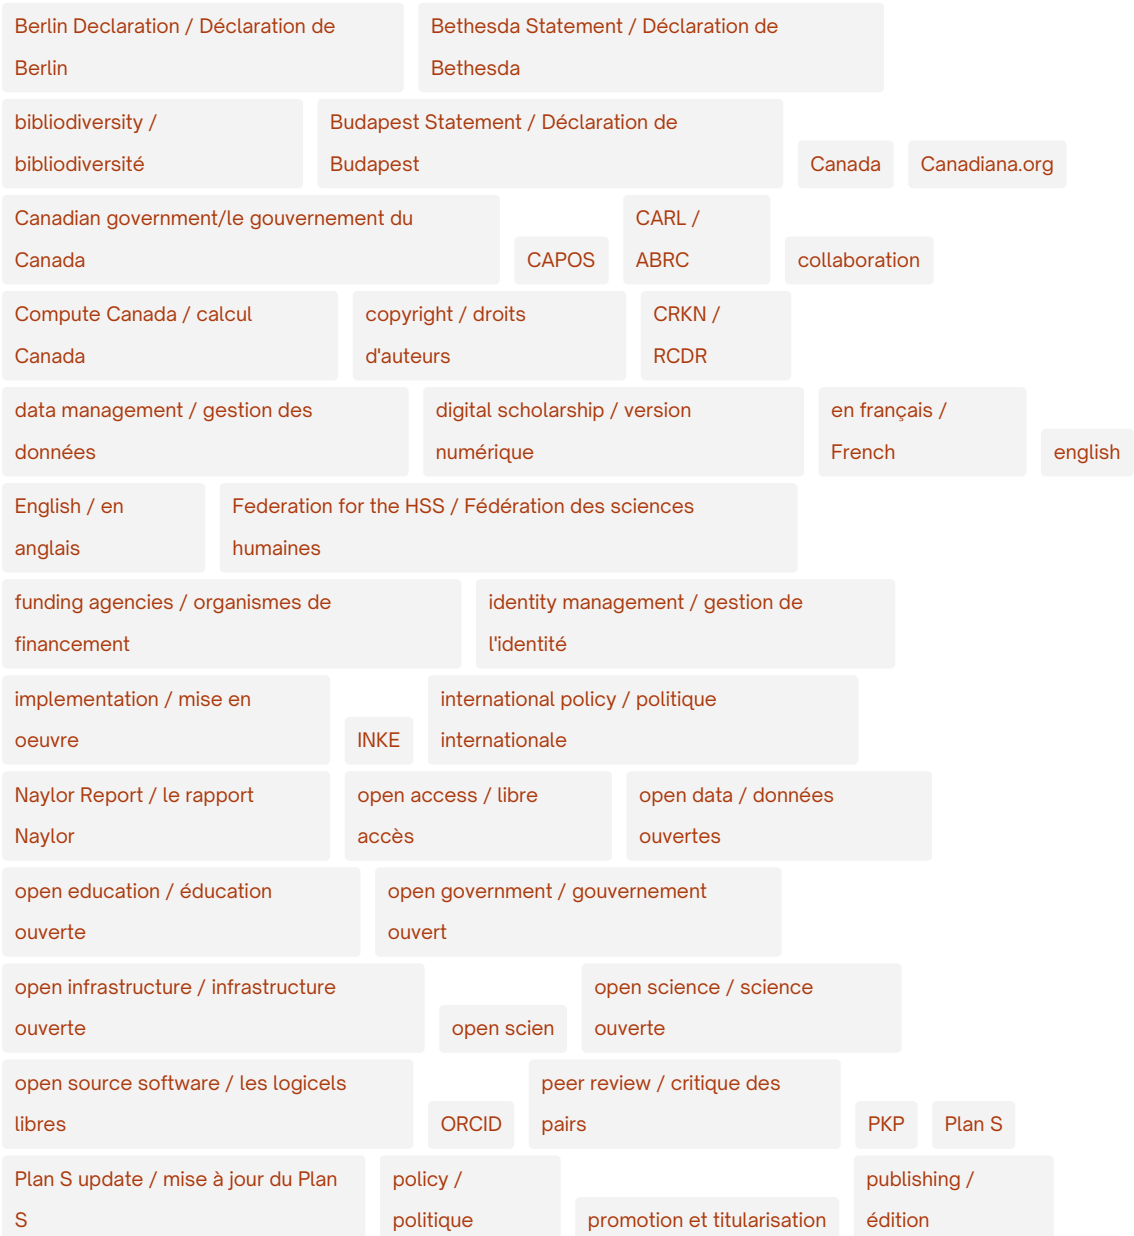 Berlin Declaration / Déclaration de
Berlin
Bethesda Statement / Déclaration de
Bethesda
bibliodiversity /
bibliodiversité
Budapest Statement / Déclaration de
Budapest
Canada
Canadiana.org
Canadian government/le gouvernement du
Canada
CAPOS
CARL /
ABRC
collaboration
Compute Canada / calcul
Canada
copyright / droits
d'auteurs
CRKN /
RCDR
data management / gestion des
données
digital scholarship / version
numérique
en français /
French
english
English / en
anglais
Federation for the HSS / Fédération des sciences
humaines
funding agencies / organismes de
financement
identity management / gestion de
l'identité
implementation / mise en
oeuvre
INKE
international policy / politique
internationale
Naylor Report / le rapport
Naylor
open access / libre
accès
open data / données
ouvertes
open education / éducation
ouverte
open government / gouvernement
ouvert
open infrastructure / infrastructure
ouverte
open scien
open science / science
ouverte
open source software / les logicels
libres
ORCID
peer review / critique des
pairs
PKP
Plan S
Plan S update / mise à jour du Plan
S
policy /
politique
promotion et titularisation
publishing /
édition